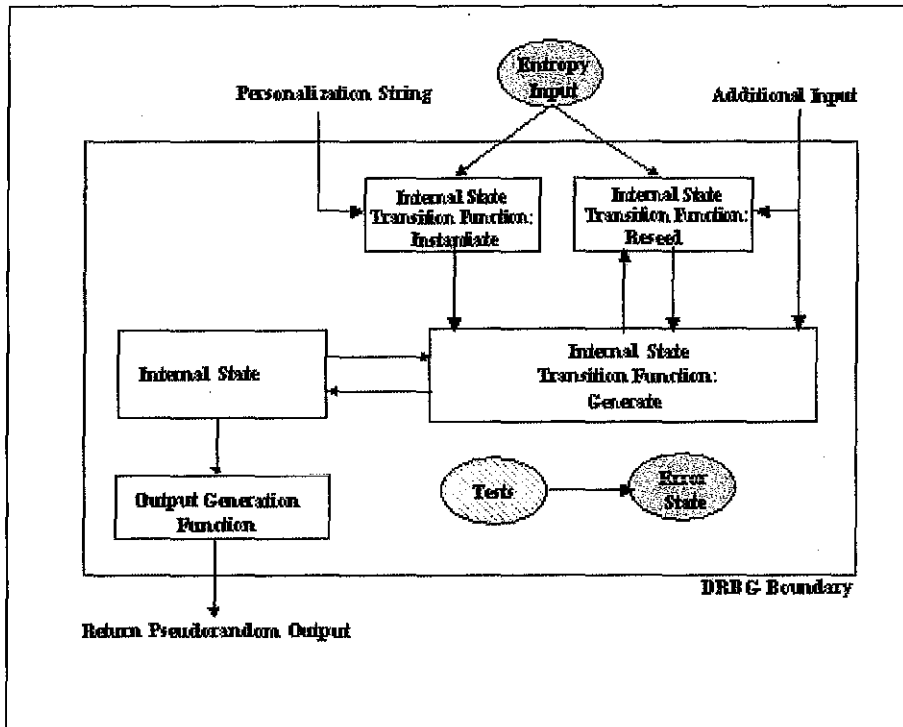 Entropy
Input
Personalization String
Additional Input
Internal State
Transition Function:
Instantiate
Internal State
Transition Function:
Reseed
Internal State
Internal State
Transition Function:
Generate
Output Generation
Function
Tests
Error
State
DRBG Boundary
Return Pseudorandom Output